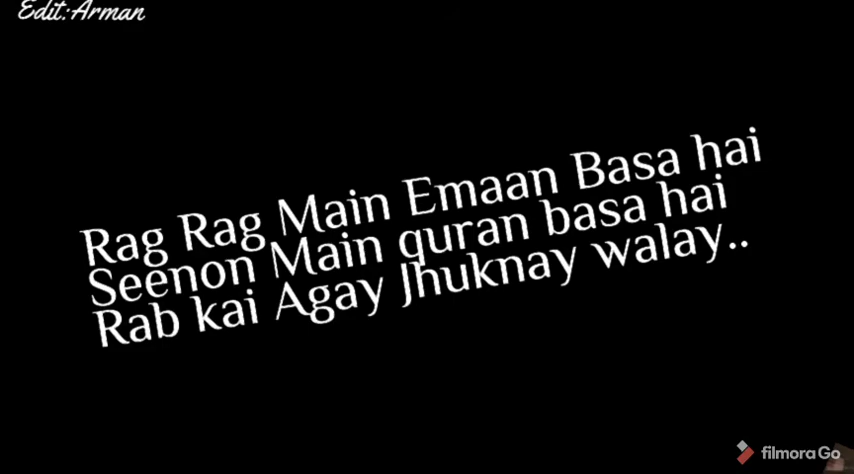 Edit:Arman
Rag Rag Main Emaan Basa hai
Seenon Main quran basa hai
Rab kai Agay Jhuknay walay..
filmora Go